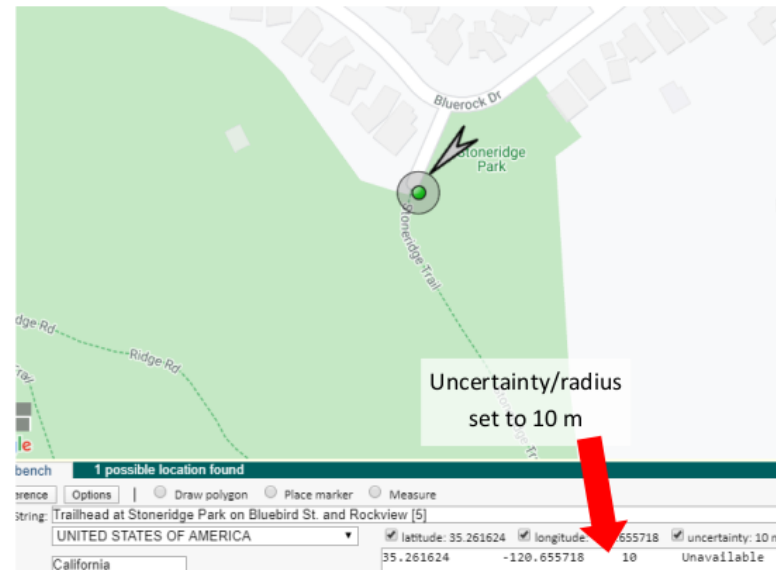 Bluerock Dr
Stoneridge
Park
Stoneridge Trail
Ridge Rd
Ridge Rd
Uncertainty/radius
set to 10 m
1 possible location found
Options | Draw polygon Place marker Measure
String: Trailhead at Stoneridge Park on Bluebird St. and Rockview [5]
UNITED STATES OF AMERICA latitude: 35.261624 longitude: .655718 uncertainty: 10 m
California 35.261624 -120.655718 10 Unavailable